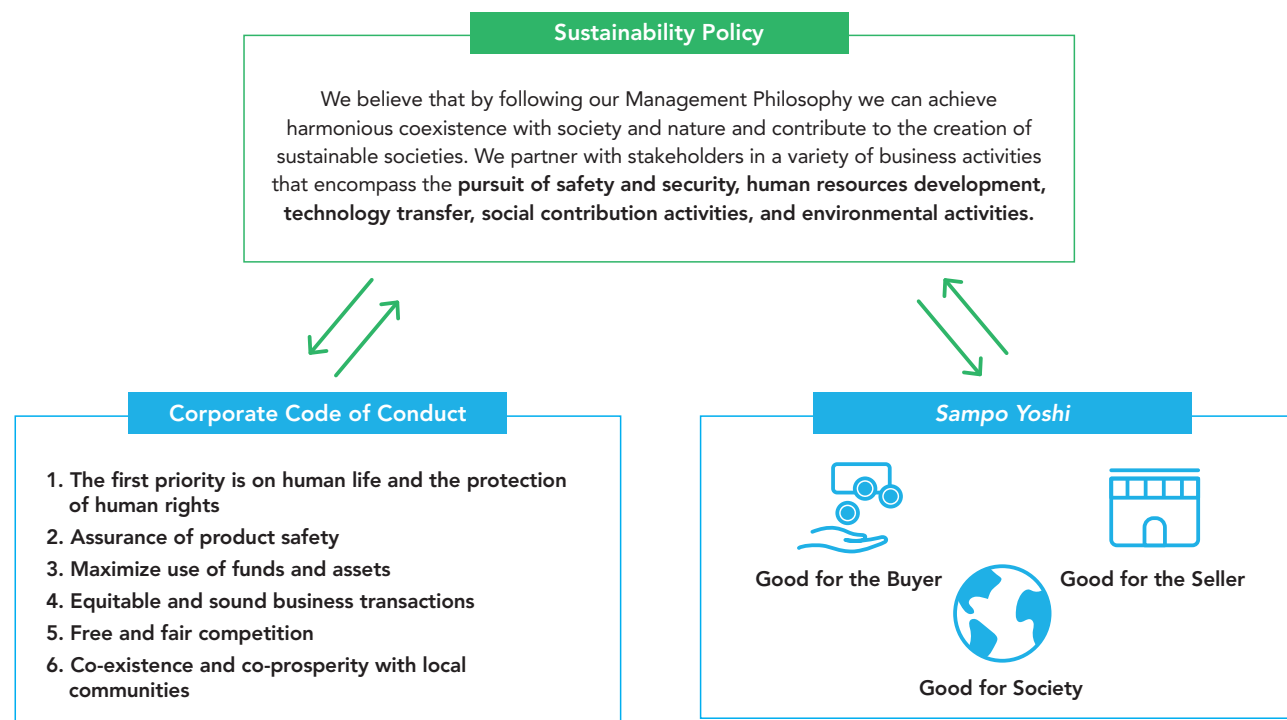 Sustainability Policy
We believe that by following our Management Philosophy we can achieve
harmonious coexistence with society and nature and contribute to the creation of
sustainable societies. We partner with stakeholders in a variety of business activities
that encompass the pursuit of safety and security, human resources development,
technology transfer, social contribution activities, and environmental activities.
Corporate Code of Conduct
1. The first priority is on human life and the protection
of human rights
2. Assurance of product safety
3. Maximize use of funds and assets
4. Equitable and sound business transactions
5. Free and fair competition
6. Co-existence and co-prosperity with local
communities
Sampo Yoshi
Good for the Buyer
Good for the Seller
Good for Society